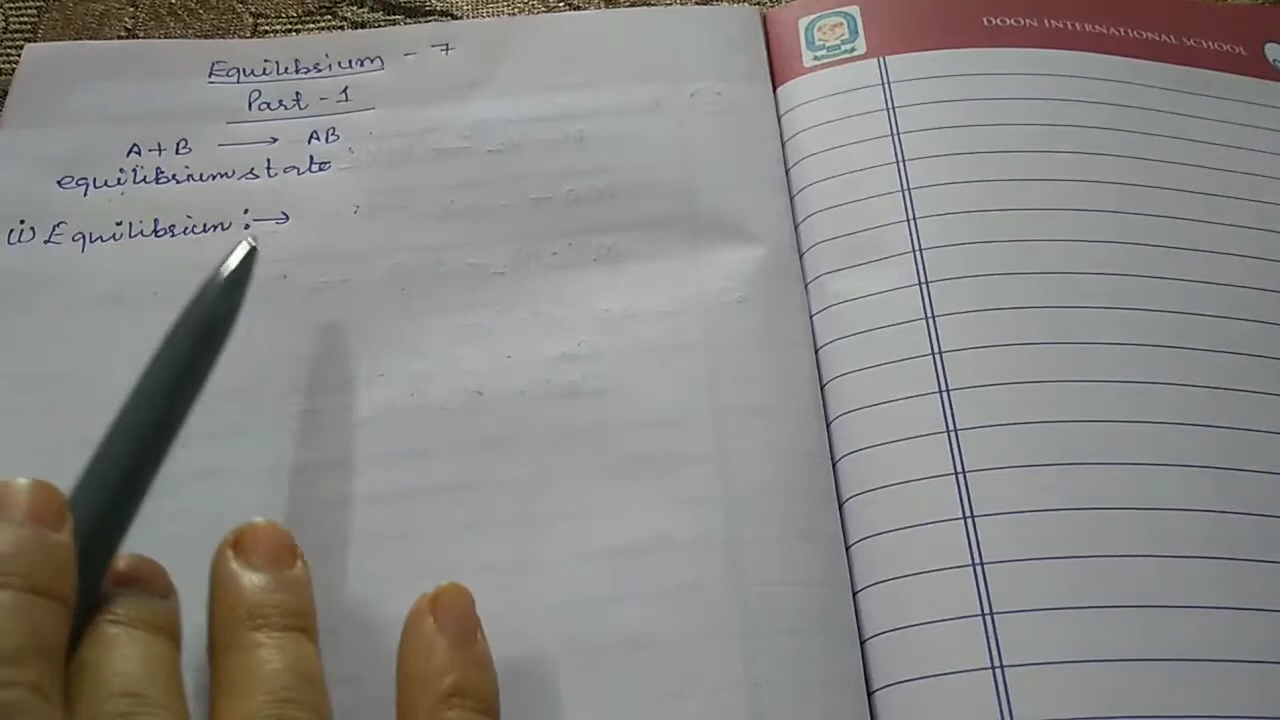 Equilibrium - 7
Part - 1
A + B ⟶ AB
equilibrium state
(i) Equilibrium :→
DOON INTERNATIONAL SCHOOL